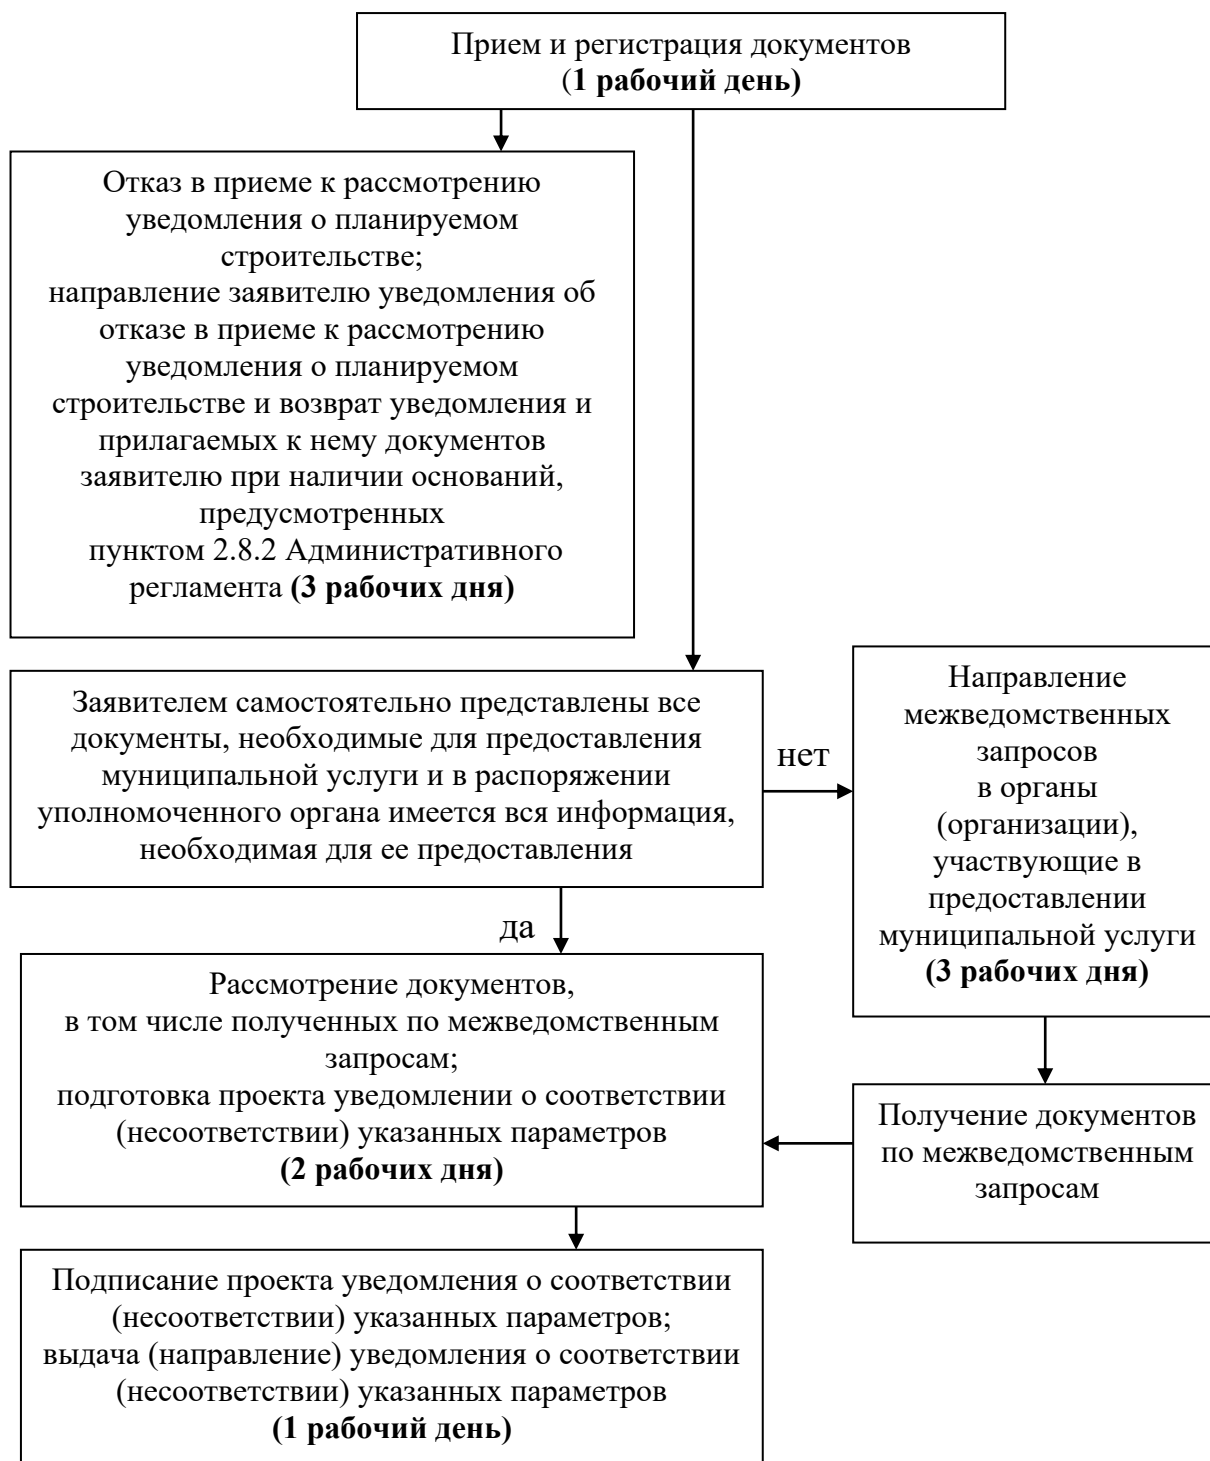 Прием и регистрация документов
(1 рабочий день)
Отказ в приеме к рассмотрению
уведомления о планируемом
строительстве;
направление заявителю уведомления об
отказе в приеме к рассмотрению
уведомления о планируемом
строительстве и возврат уведомления и
прилагаемых к нему документов
заявителю при наличии оснований,
предусмотренных
пунктом 2.8.2 Административного
регламента (3 рабочих дня)
Заявителем самостоятельно представлены все
документы, необходимые для предоставления
муниципальной услуги и в распоряжении
уполномоченного органа имеется вся информация,
необходимая для ее предоставления
нет
Направление
межведомственных
запросов
в органы
(организации),
участвующие в
предоставлении
муниципальной услуги
(3 рабочих дня)
да
Рассмотрение документов,
в том числе полученных по межведомственным
запросам;
подготовка проекта уведомлении о соответствии
(несоответствии) указанных параметров
(2 рабочих дня)
Получение документов
по межведомственным
запросам
Подписание проекта уведомления о соответствии
(несоответствии) указанных параметров;
выдача (направление) уведомления о соответствии
(несоответствии) указанных параметров
(1 рабочий день)